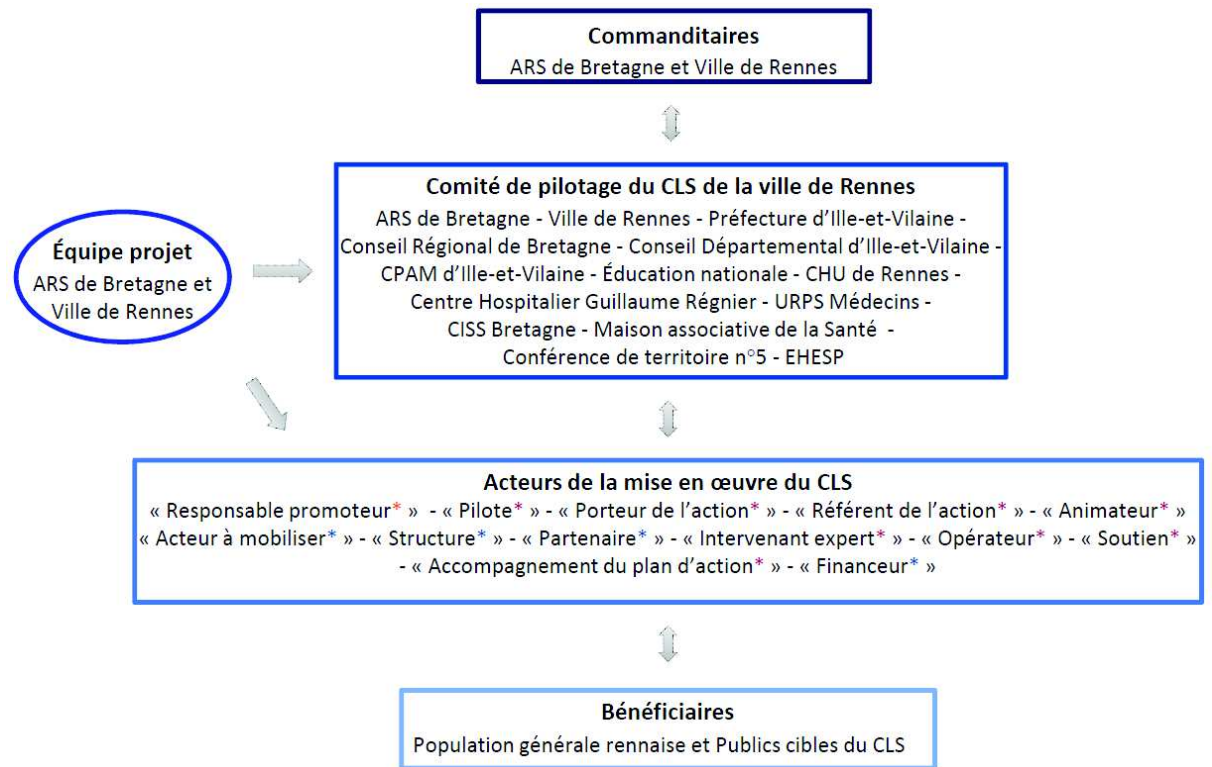 Commanditaires
ARS de Bretagne et Ville de Rennes
Comité de pilotage du CLS de la ville de Rennes
ARS de Bretagne - Ville de Rennes - Préfecture d’Ille-et-Vilaine -
Conseil Régional de Bretagne - Conseil Départemental d’Ille-et-Vilaine -
CPAM d’Ille-et-Vilaine - Éducation nationale - CHU de Rennes -
Centre Hospitalier Guillaume Régnier - URPS Médecins -
CISS Bretagne - Maison associative de la Santé -
Conférence de territoire n°5 - EHESP
Équipe projet
ARS de Bretagne et
Ville de Rennes
Acteurs de la mise en œuvre du CLS
« Responsable promoteur* » - « Pilote* » - « Porteur de l’action* » - « Référent de l’action* » - « Animateur* »
« Acteur à mobiliser* » - « Structure* » - « Partenaire* » - « Intervenant expert* » - « Opérateur* » - « Soutien* »
- « Accompagnement du plan d’action* » - « Financeur* »
Bénéficiaires
Population générale rennaise et Publics cibles du CLS